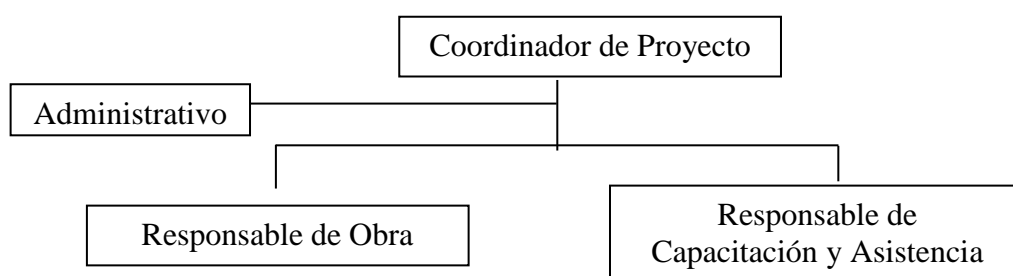 Coordinador de Proyecto
Administrativo
Responsable de Obra
Responsable de
Capacitación y Asistencia